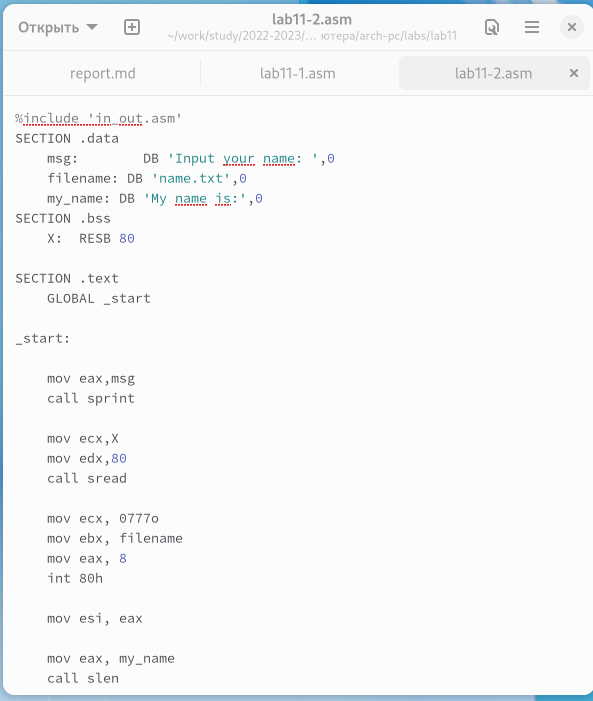 Открыть
lab11-2.asm
~/work/study/2022-2023/... ютера/arch-pc/labs/lab11
report.md
lab11-1.asm
lab11-2.asm
%include 'in_out.asm'
SECTION .data
    msg:        DB 'Input your name: ',0
    filename: DB 'name.txt',0
    my_name: DB 'My name is:',0
SECTION .bss
    X:  RESB 80

SECTION .text
    GLOBAL _start

_start:

    mov eax,msg
    call sprint

    mov ecx,X
    mov edx,80
    call sread

    mov ecx, 0777o
    mov ebx, filename
    mov eax, 8
    int 80h

    mov esi, eax

    mov eax, my_name
    call slen